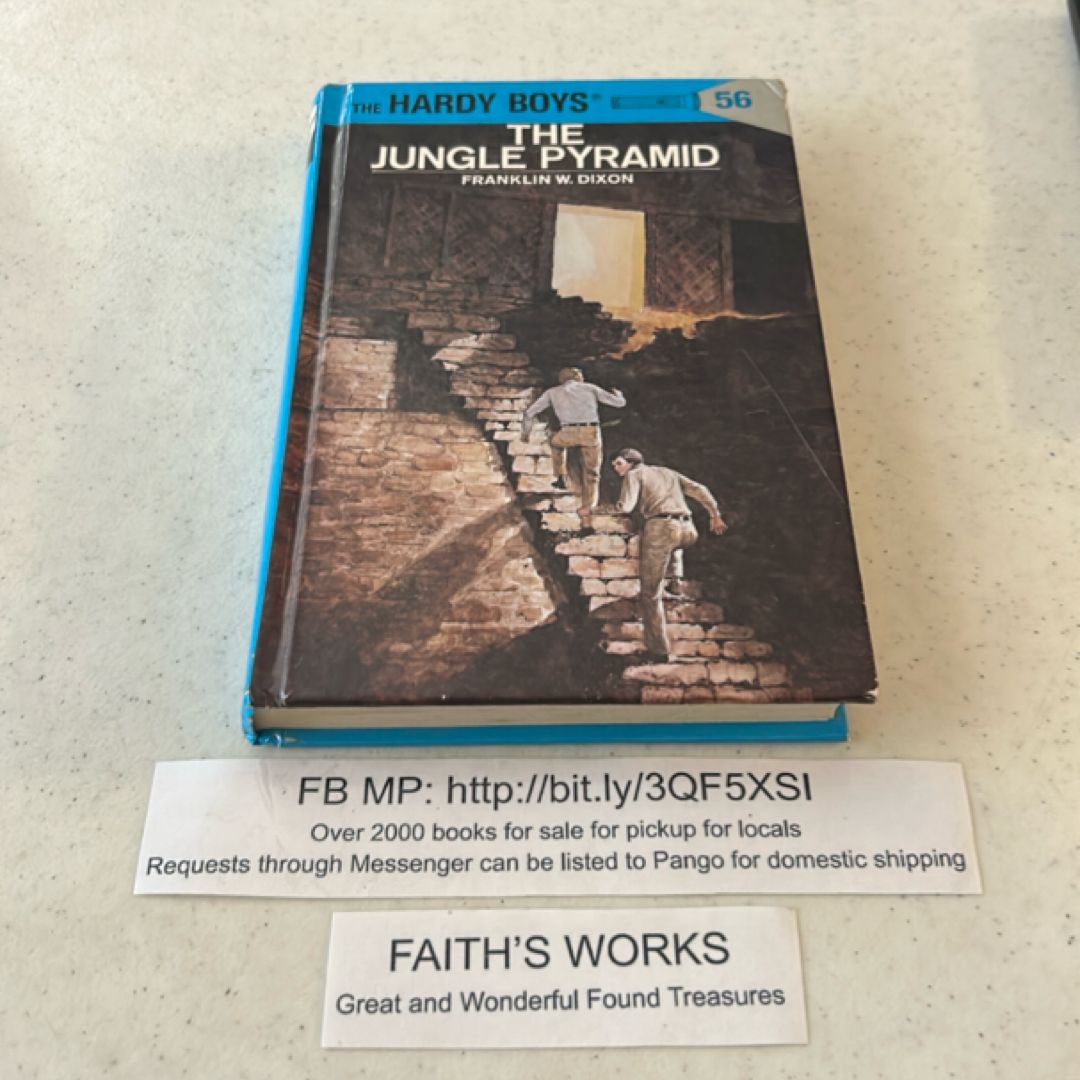 THE HARDY BOYS® 56
THE
JUNGLE PYRAMID
FRANKLIN W. DIXON
FB MP: http://bit.ly/3QF5XSI
Over 2000 books for sale for pickup for locals
Requests through Messenger can be listed to Pango for domestic shipping
FAITH'S WORKS
Great and Wonderful Found Treasures